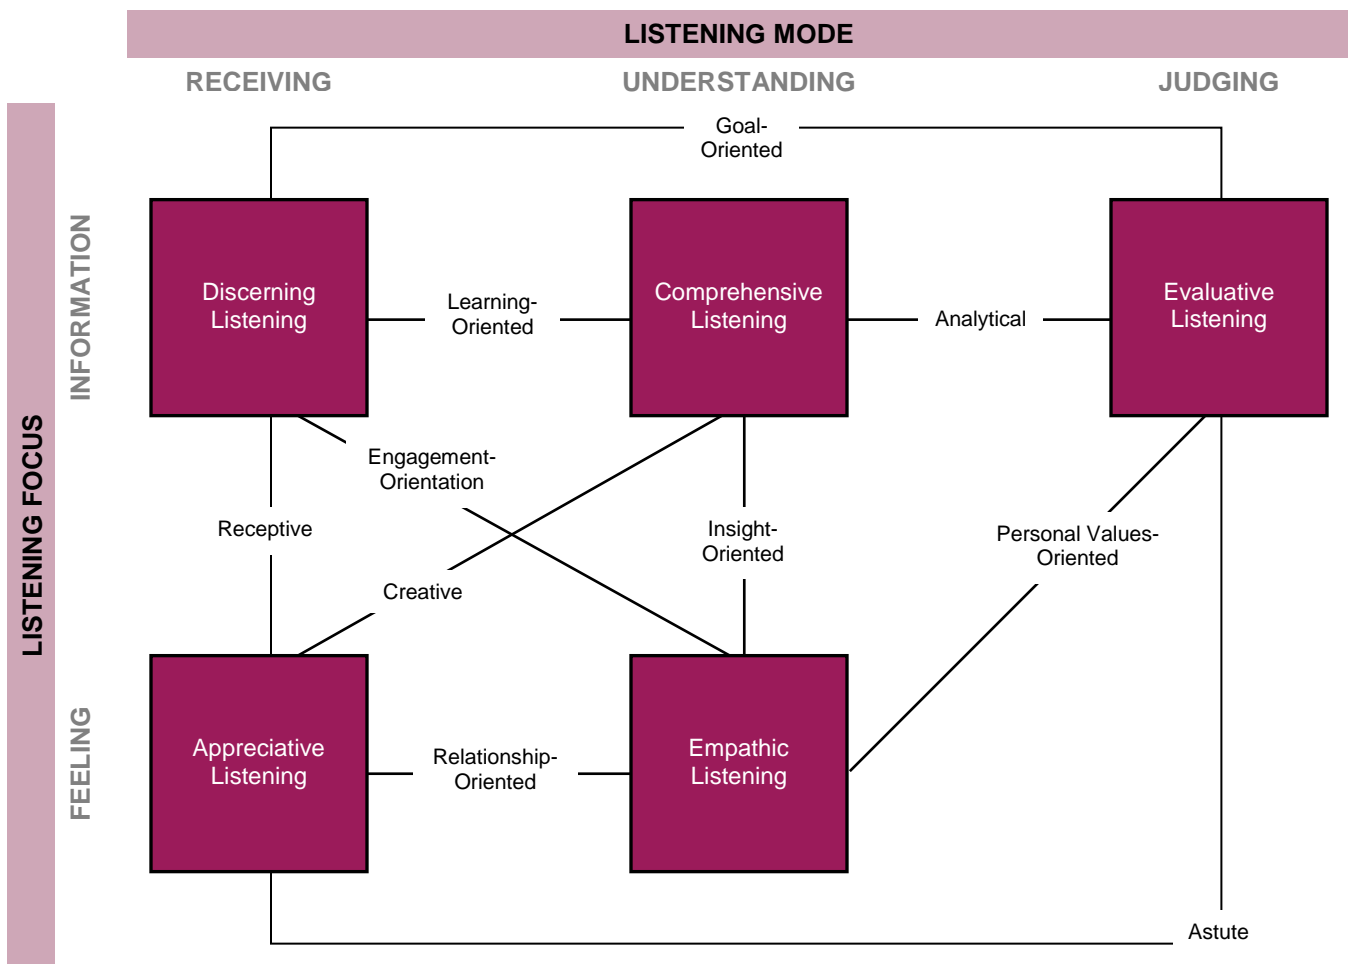 LISTENING MODE
RECEIVING
UNDERSTANDING
JUDGING
LISTENING FOCUS
INFORMATION
FEELING
Goal-
Oriented
Discerning
Listening
Learning-
Oriented
Comprehensive
Listening
Analytical
Evaluative
Listening
Engagement-
Orientation
Receptive
Insight-
Oriented
Personal Values-
Oriented
Creative
Appreciative
Listening
Relationship-
Oriented
Empathic
Listening
Astute